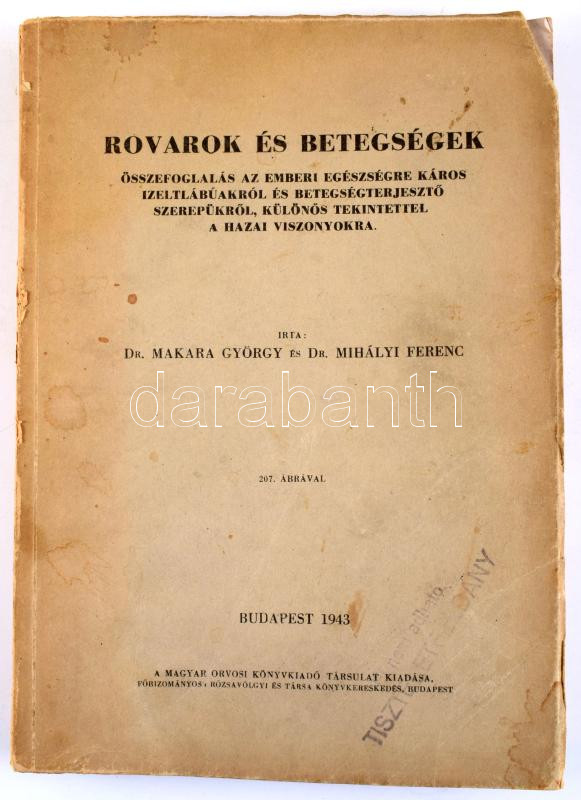 ROVAROK ÉS BETEGSÉGEK
ÖSSZEFOGLALÁS AZ EMBERI EGÉSZSÉGRE KÁROS
IZELTLÁBÚAKRÓL ÉS BETEGSÉGTERJESZTŐ
SZEREPÜKRŐL, KÜLÖNÖS TEKINTETTEL
A HAZAI VISZONYOKRA.
IRTA:
DR. MAKARA GYÖRGY ÉS DR. MIHÁLYI FERENC
darabanth
207. ÁBRÁVAL
BUDAPEST 1943
nem adható
A MAGYAR ORVOSI KÖNYVKIADÓ TÁRSULAT KIADÁSA.
FŐBIZOMÁNYOS: RÓZSAVÖLGYI ÉS TÁRSA KÖNYVKERESKEDÉS, BUDAPEST